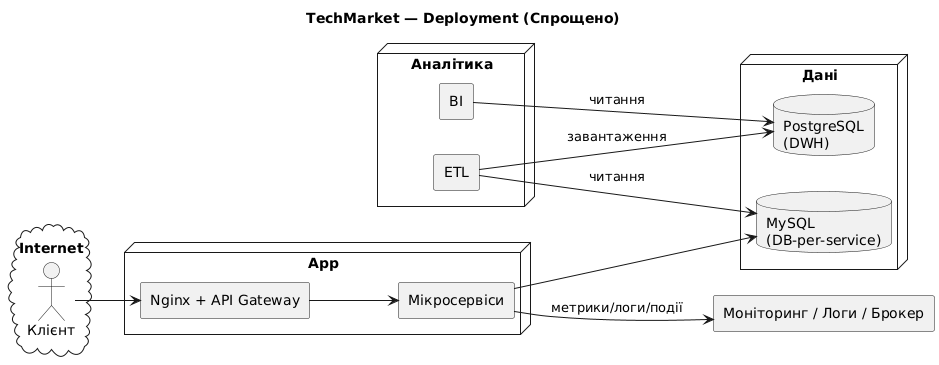 TechMarket — Deployment (Спрощено)
Аналітика
BI
ETL
читання
завантаження
читання
Дані
PostgreSQL
(DWH)
MySQL
(DB-per-service)
Internet
Клієнт
App
Nginx + API Gateway
Мікросервіси
метрики/логи/події
Моніторинг / Логи / Брокер